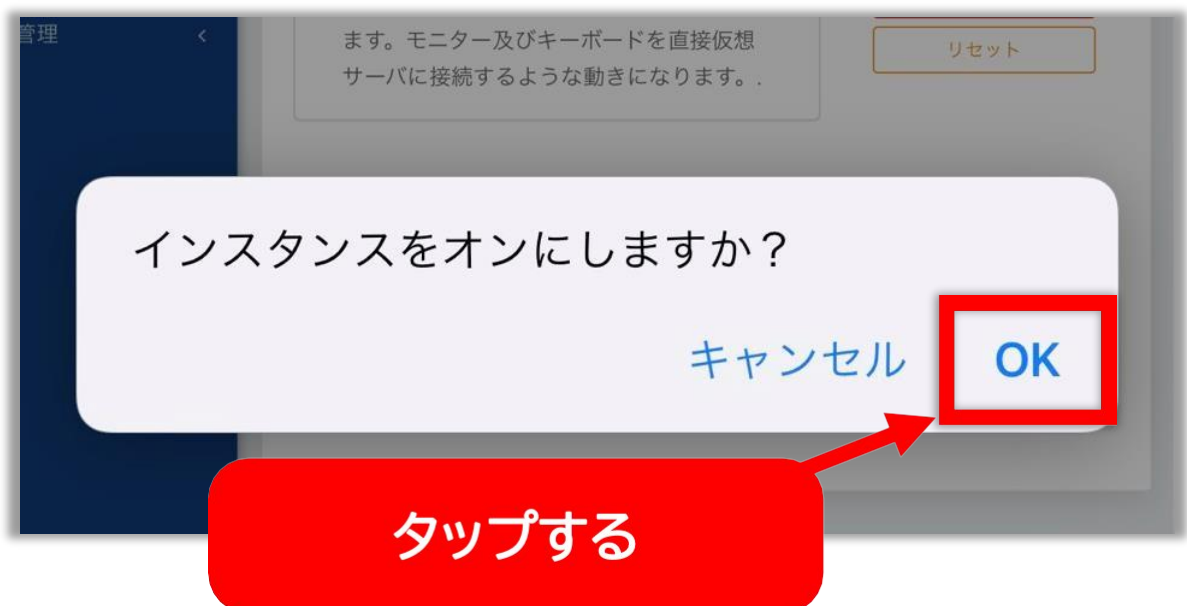 管理 <
ます。モニター及びキーボードを直接仮想
サーバに接続するような動きになります。.
リセット
インスタンスをオンにしますか？
キャンセル OK
タップする